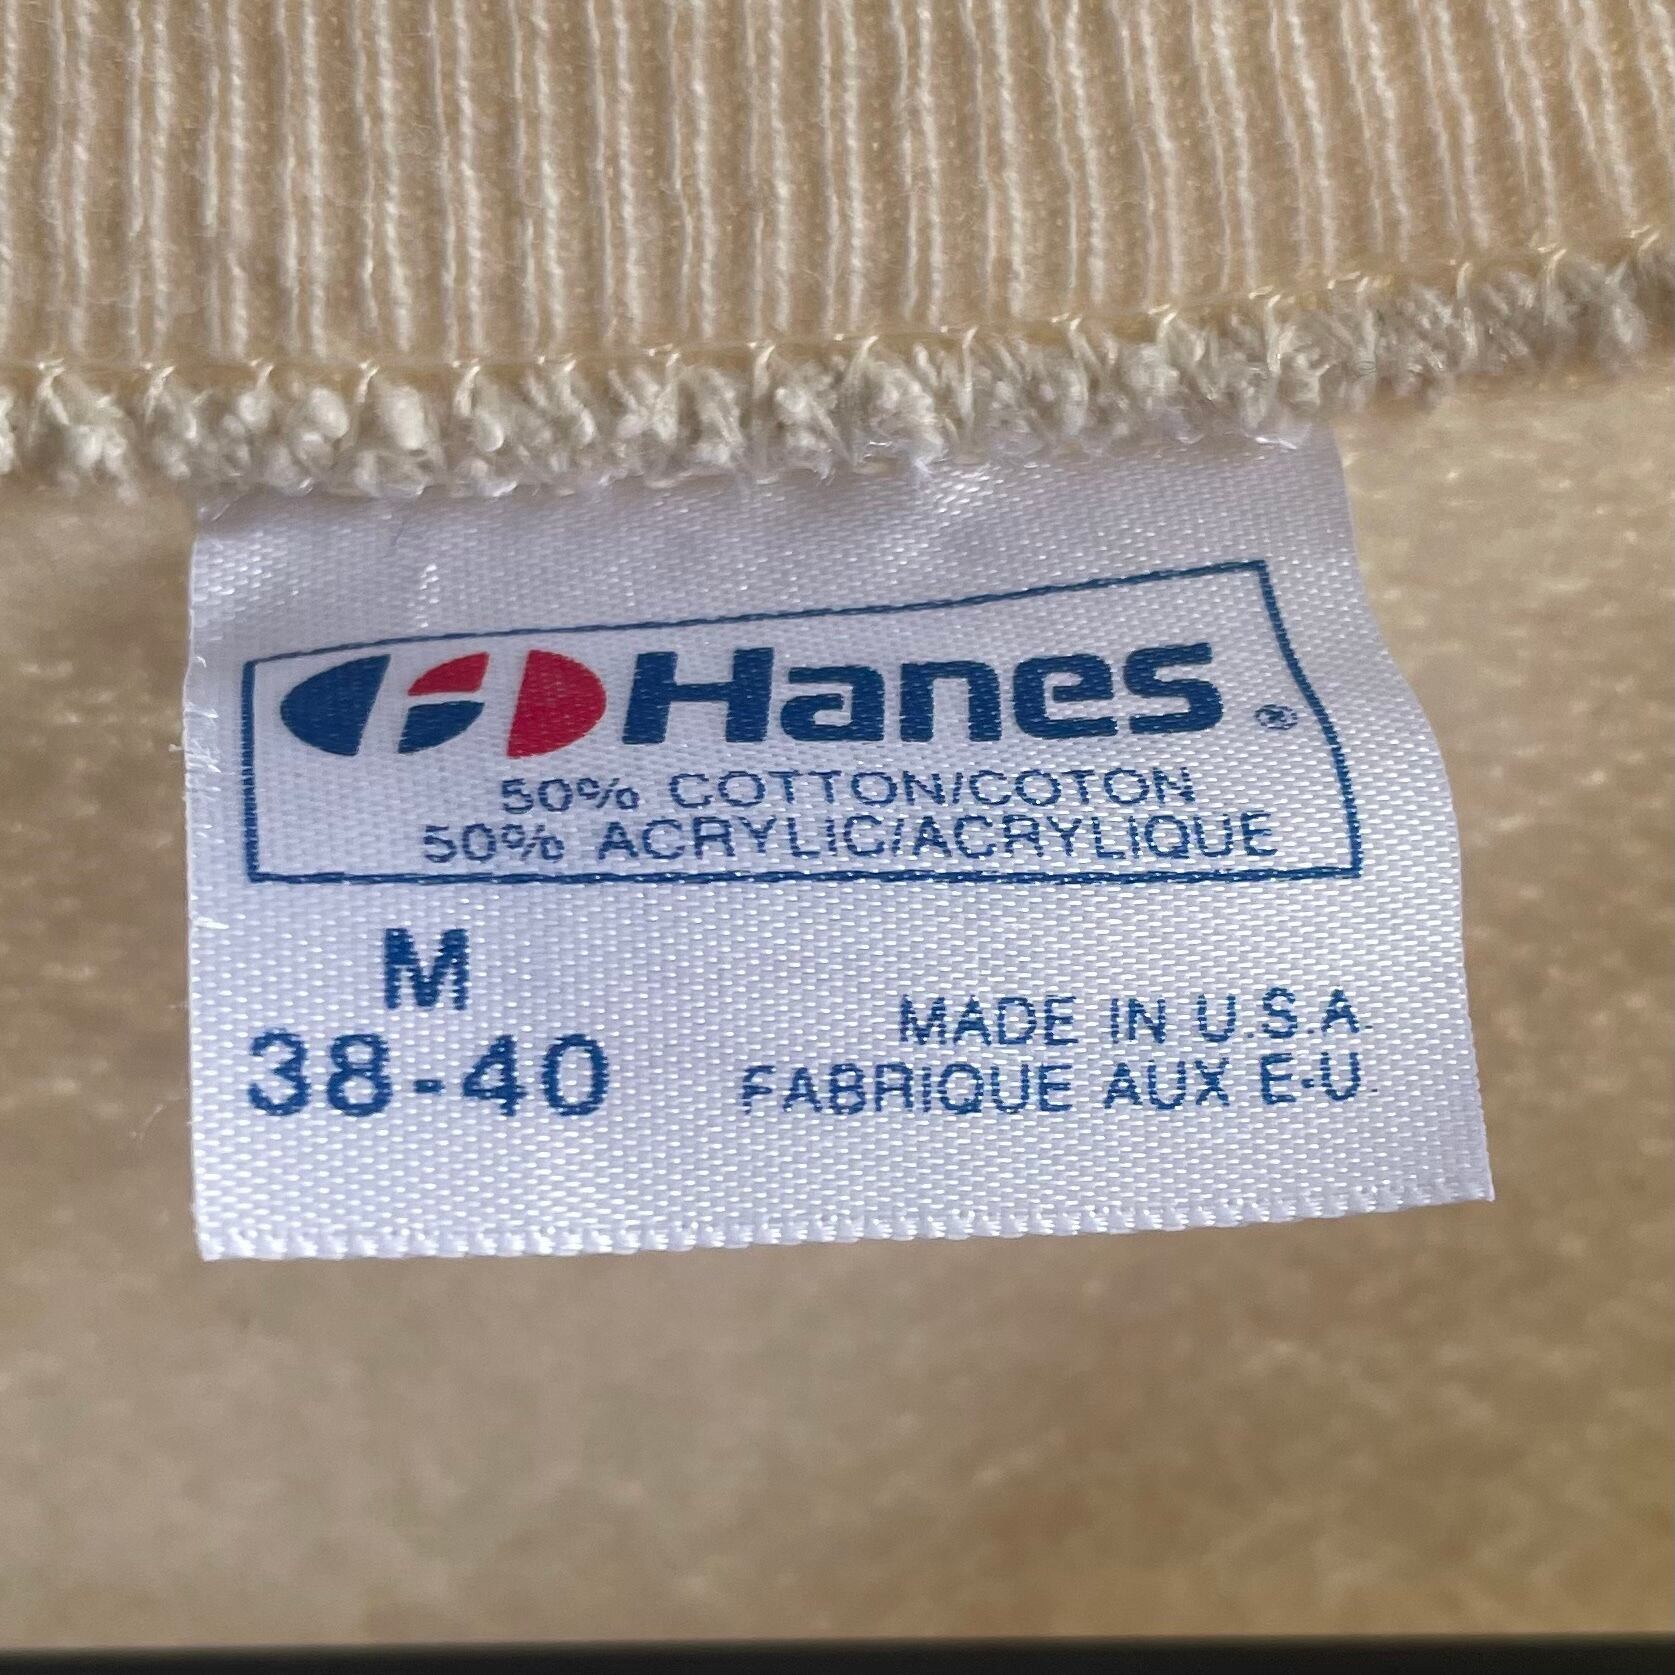 Hanes ®
50% COTTON/COTON
50% ACRYLIC/ACRYLIQUE
M
38-40
MADE IN U.S.A.
FABRIQUE AUX E·U.